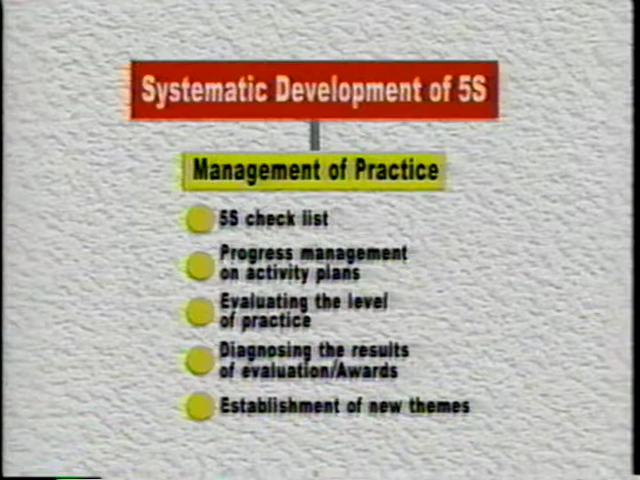 Systematic Development of 5S
Management of Practice
5S check list
Progress management
on activity plans
Evaluating the level
of practice
Diagnosing the results
of evaluation/Awards
Establishment of new themes